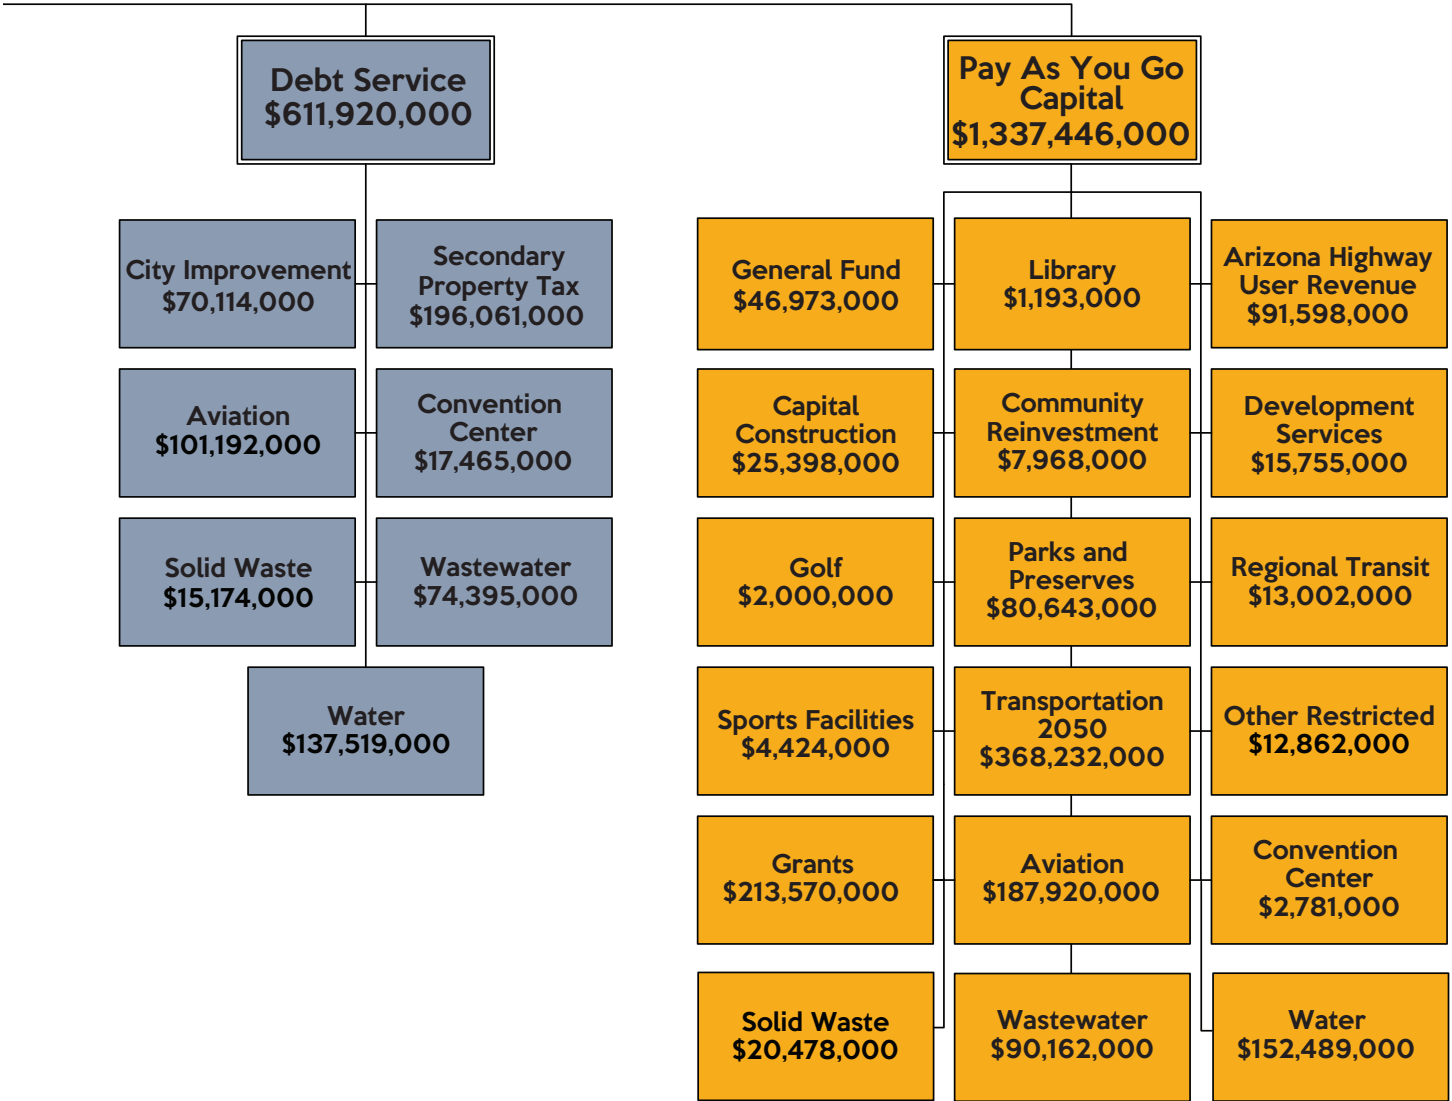 Debt Service
$611,920,000
Pay As You Go
Capital
$1,337,446,000
City Improvement
$70,114,000
Secondary
Property Tax
$196,061,000
Aviation
$101,192,000
Convention
Center
$17,465,000
Solid Waste
$15,174,000
Wastewater
$74,395,000
Water
$137,519,000
General Fund
$46,973,000
Library
$1,193,000
Arizona Highway
User Revenue
$91,598,000
Capital
Construction
$25,398,000
Community
Reinvestment
$7,968,000
Development
Services
$15,755,000
Golf
$2,000,000
Parks and
Preserves
$80,643,000
Regional Transit
$13,002,000
Sports Facilities
$4,424,000
Transportation
2050
$368,232,000
Other Restricted
$12,862,000
Grants
$213,570,000
Aviation
$187,920,000
Convention
Center
$2,781,000
Solid Waste
$20,478,000
Wastewater
$90,162,000
Water
$152,489,000